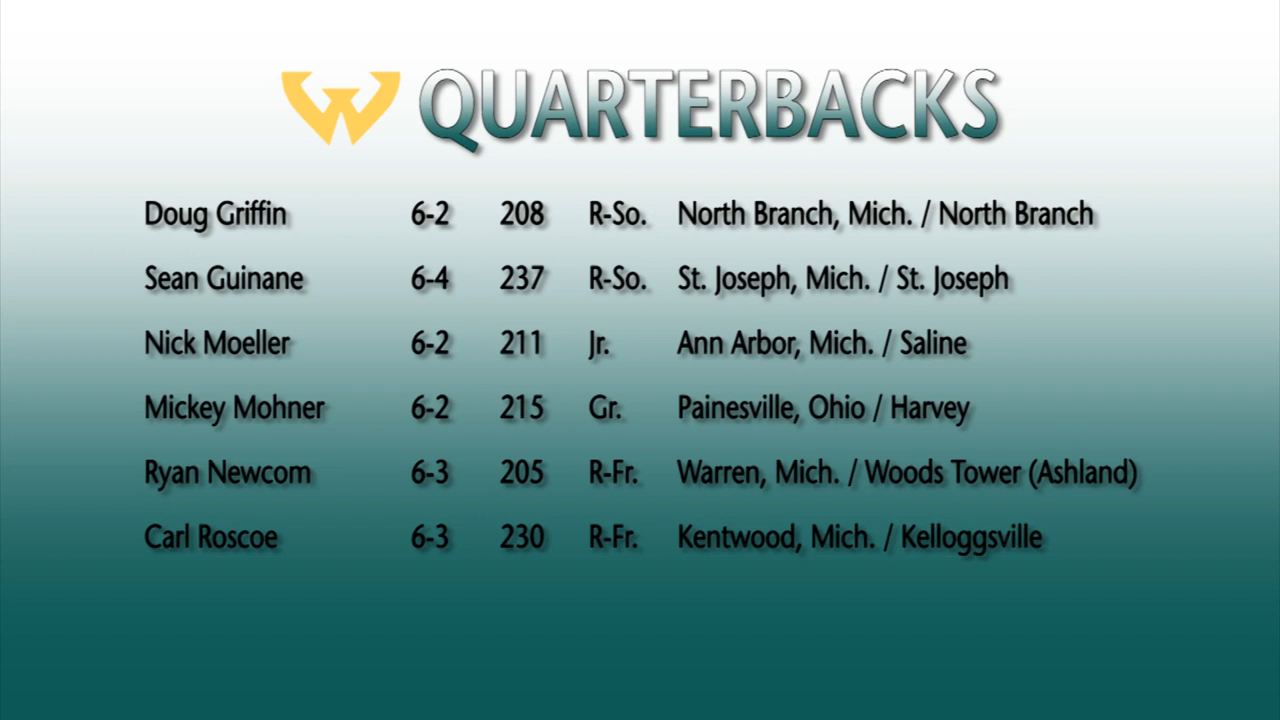 QUARTERBACKS
Doug Griffin 6-2 208 R-So. North Branch, Mich. / North Branch
Sean Guinane 6-4 237 R-So. St. Joseph, Mich. / St. Joseph
Nick Moeller 6-2 211 Jr. Ann Arbor, Mich. / Saline
Mickey Mohner 6-2 215 Gr. Painesville, Ohio / Harvey
Ryan Newcom 6-3 205 R-Fr. Warren, Mich. / Woods Tower (Ashland)
Carl Roscoe 6-3 230 R-Fr. Kentwood, Mich. / Kelloggsville